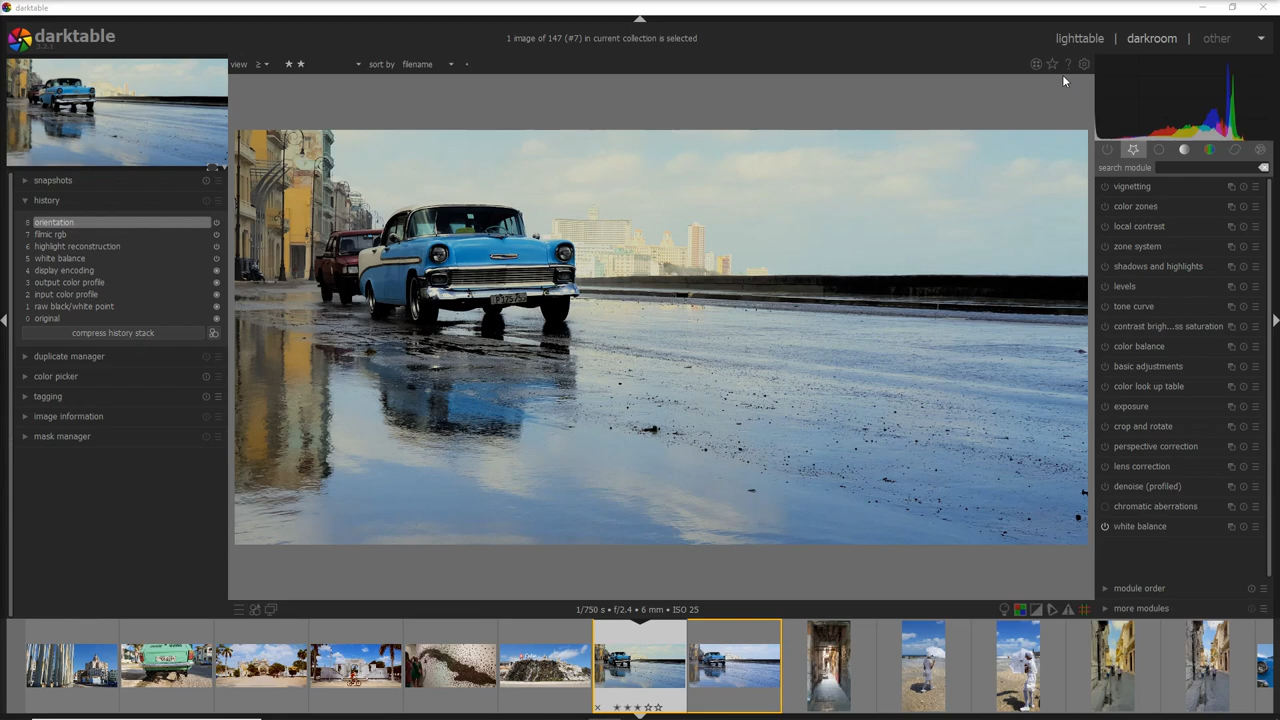 darktable
darktable
3.2.1
1 image of 147 (#7) in current collection is selected
lighttable | darkroom | other
view ≥ ★ ★ sort by filename
search module
snapshots
history
8 orientation
7 filmic rgb
6 highlight reconstruction
5 white balance
4 display encoding
3 output color profile
2 input color profile
1 raw black/white point
0 original
compress history stack
duplicate manager
color picker
tagging
image information
mask manager
vignetting
color zones
local contrast
zone system
shadows and highlights
levels
tone curve
contrast brigh...ss saturation
color balance
basic adjustments
color look up table
exposure
crop and rotate
perspective correction
lens correction
denoise (profiled)
chromatic aberrations
white balance
module order
more modules
1/750 s • f/2.4 • 6 mm • ISO 25